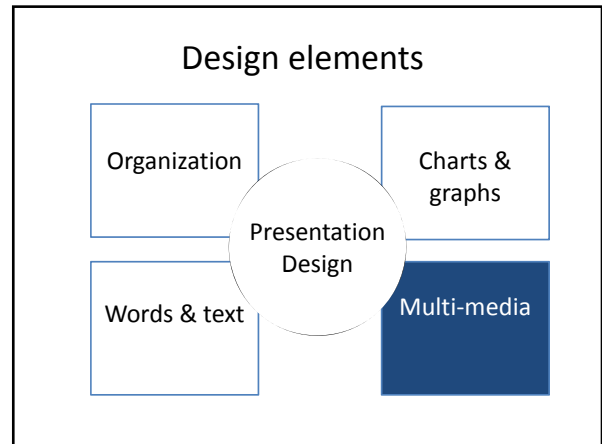 Design elements
Organization
Charts &
graphs
Presentation
Design
Words & text
Multi-media